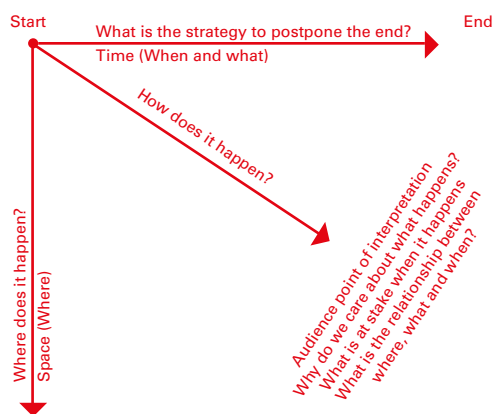 Start
End
What is the strategy to postpone the end?
Time (When and what)
How does it happen?
Where does it happen?
Space (Where)
Audience point of interpretation
Why do we care about what happens?
What is at stake when it happens
What is the relationship between
where, what and when?